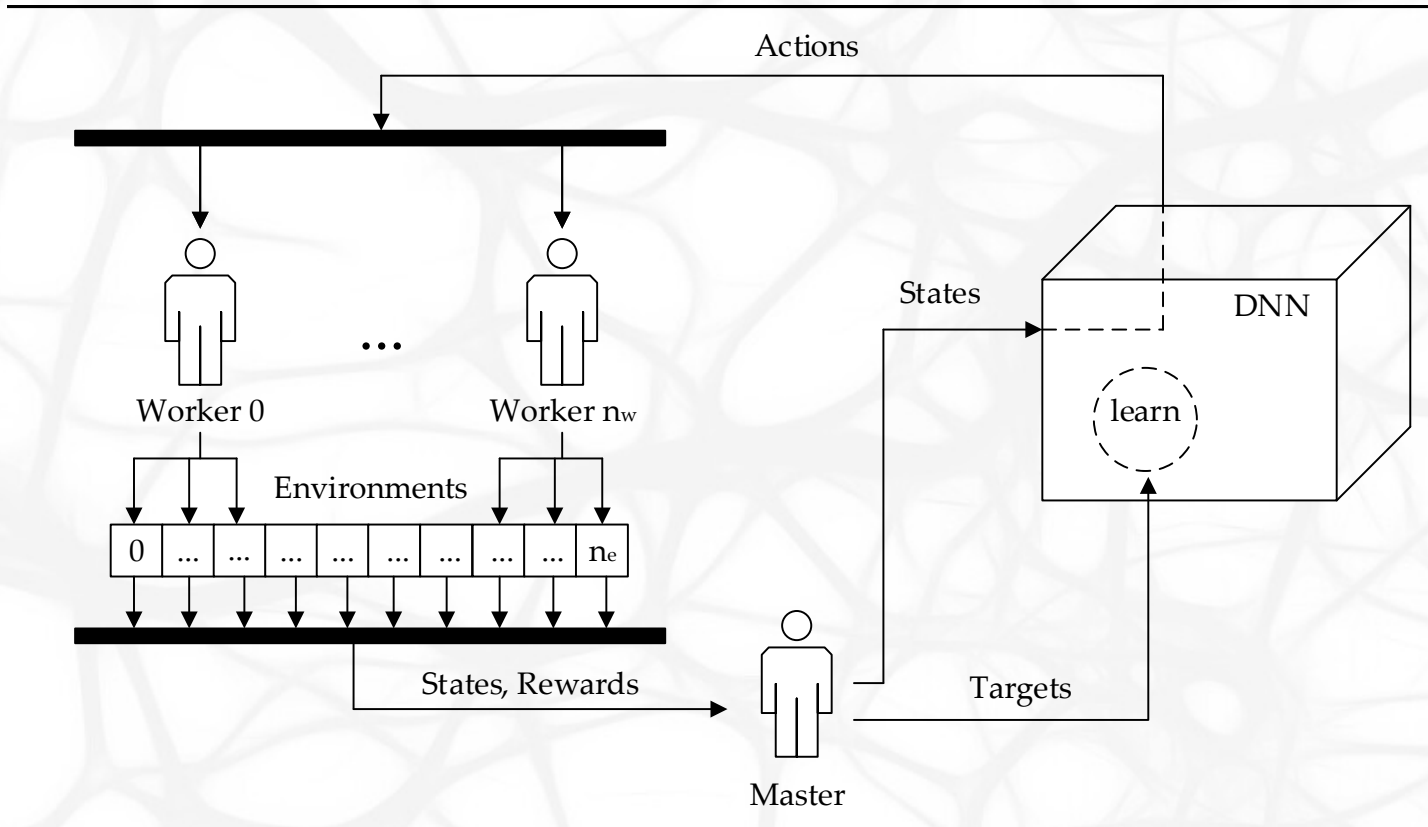 Actions
States
DNN
...
Worker 0
Worker nw
learn
Environments
0 ... ... ... ... ... ... ... ... ne
States, Rewards
Targets
Master